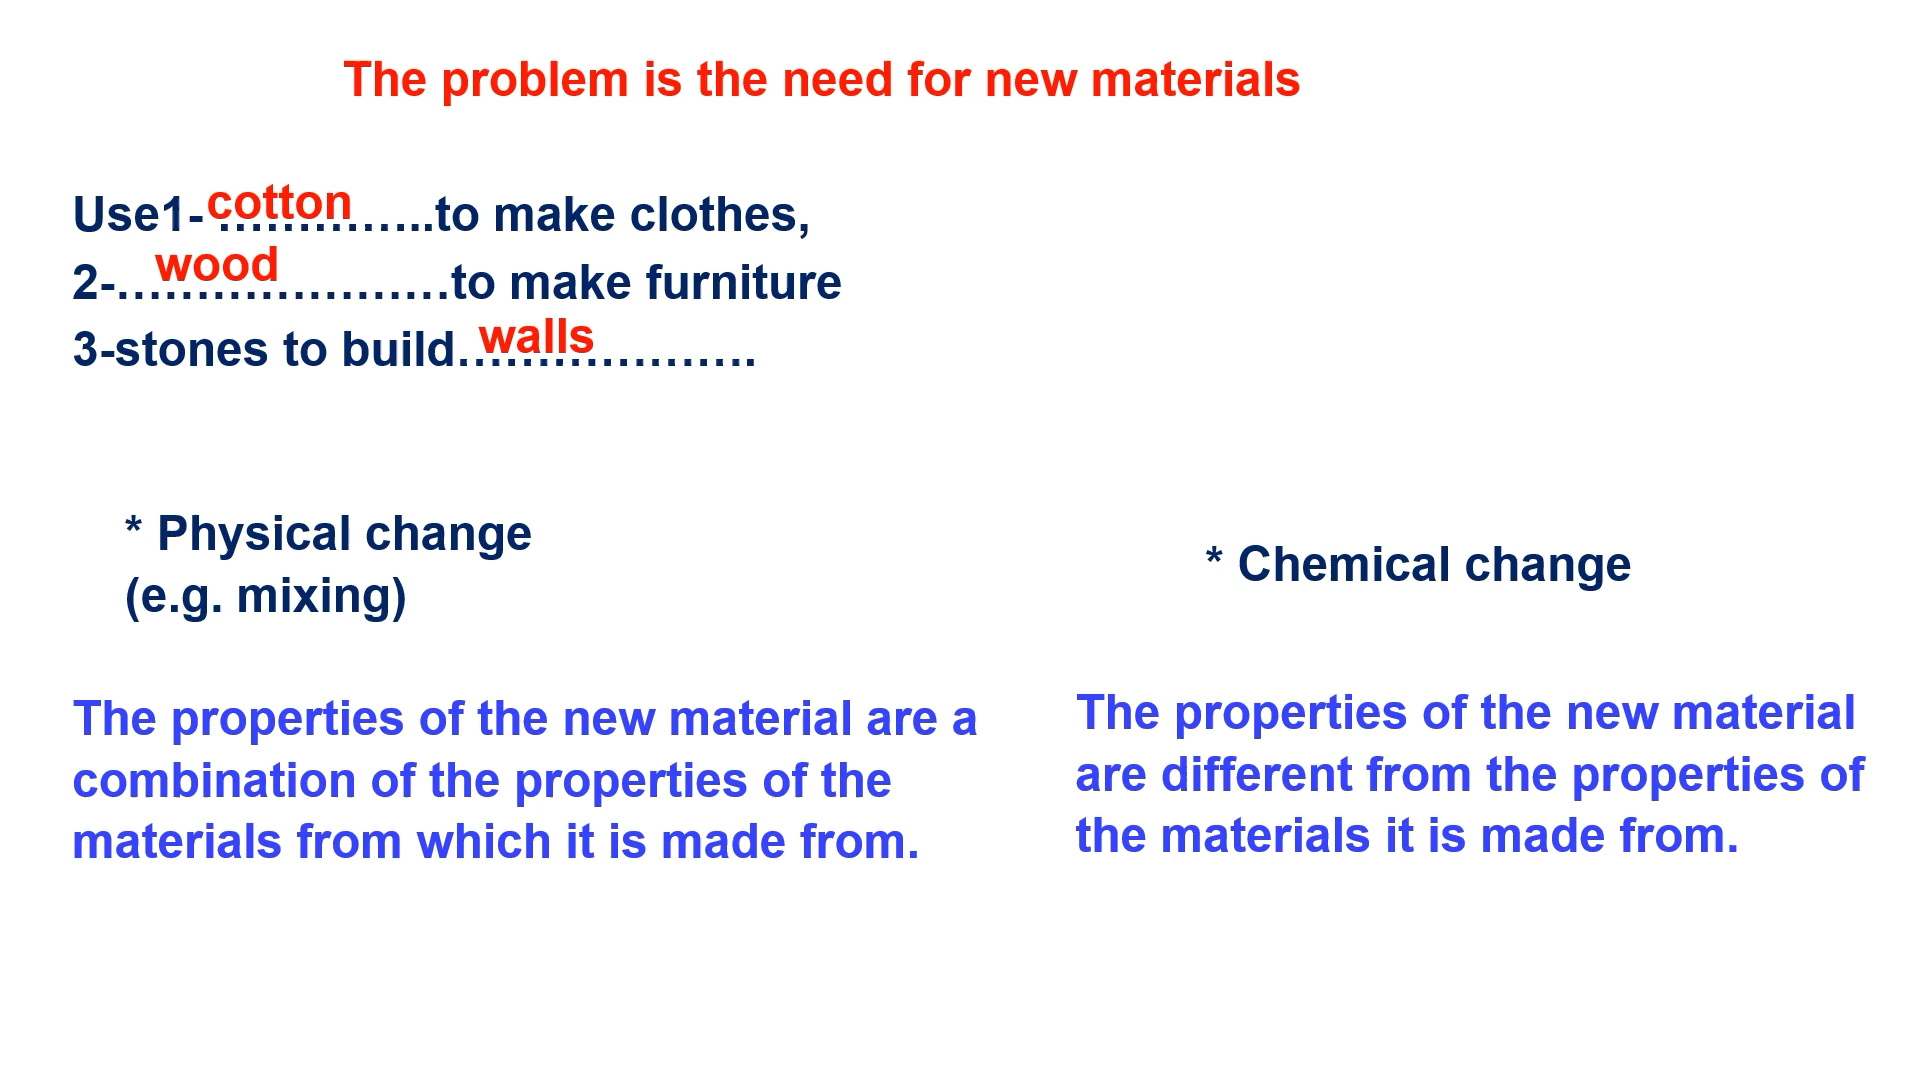 The problem is the need for new materials
Use1- cotton …………..to make clothes,
2-…wood………………to make furniture
3-stones to build…walls…………….
* Physical change
(e.g. mixing)
The properties of the new material are a
combination of the properties of the
materials from which it is made from.
* Chemical change
The properties of the new material
are different from the properties of
the materials it is made from.